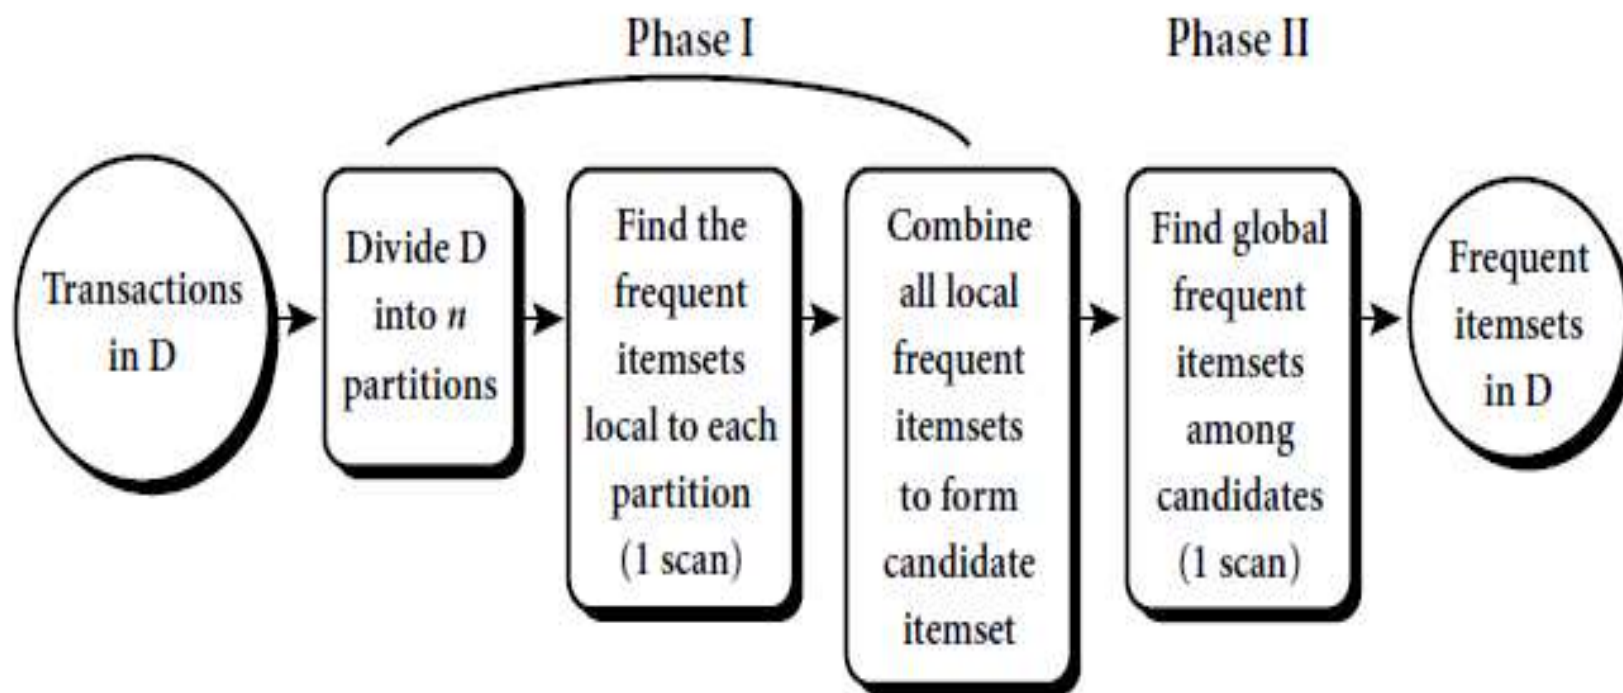 Phase I
Phase II
Transactions
in D
Divide D
into n
partitions
Find the
frequent
itemsets
local to each
partition
(1 scan)
Combine
all local
frequent
itemsets
to form
candidate
itemset
Find global
frequent
itemsets
among
candidates
(1 scan)
Frequent
itemsets
in D